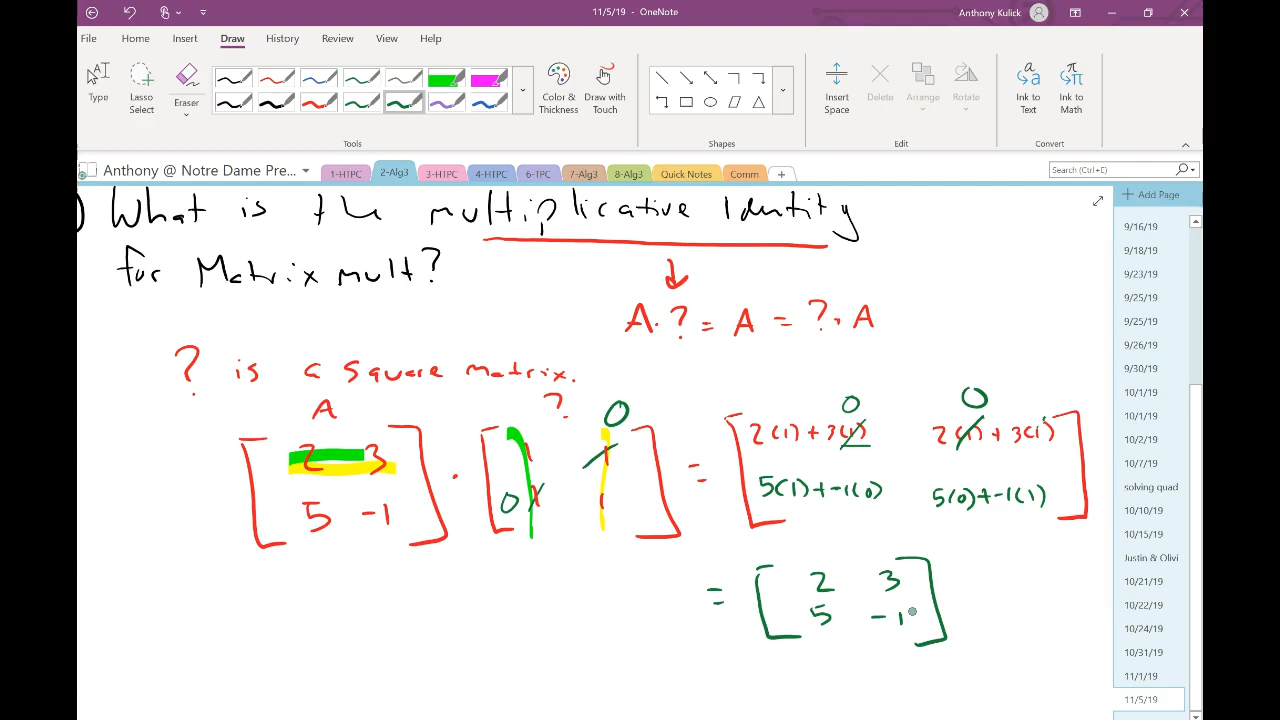 11/5/19 - OneNote
Anthony Kulick
File Home Insert Draw History Review View Help
Type
Lasso Select
Eraser
Color & Thickness
Draw with Touch
Insert Space
Delete
Arrange
Rotate
Ink to Text
Ink to Math
Tools
Shapes
Edit
Convert
Anthony @ Notre Dame Pre...
1-HTPC 2-Alg3 3-HTPC 4-HTPC 6-TPC 7-Alg3 8-Alg3 Quick Notes Comm
Search (Ctrl+E)
Add Page
) What is the multiplicative Identity
for Matrix mult?
A · ? = A = ? · A
? is a square matrix.
A ? 0 0 0
2 3 1 1 = 2(1) + 3(1) 2(1) + 3(1)
5 -1 · 0 1 1 5(1) + -1(0) 5(0) + -1(1)
= 2 3
5 -1
9/16/19
9/18/19
9/23/19
9/25/19
9/25/19
9/26/19
9/30/19
10/1/19
10/1/19
10/2/19
10/7/19
solving quad
10/10/19
10/15/19
Justin & Olivi
10/21/19
10/22/19
10/24/19
10/31/19
11/1/19
11/5/19